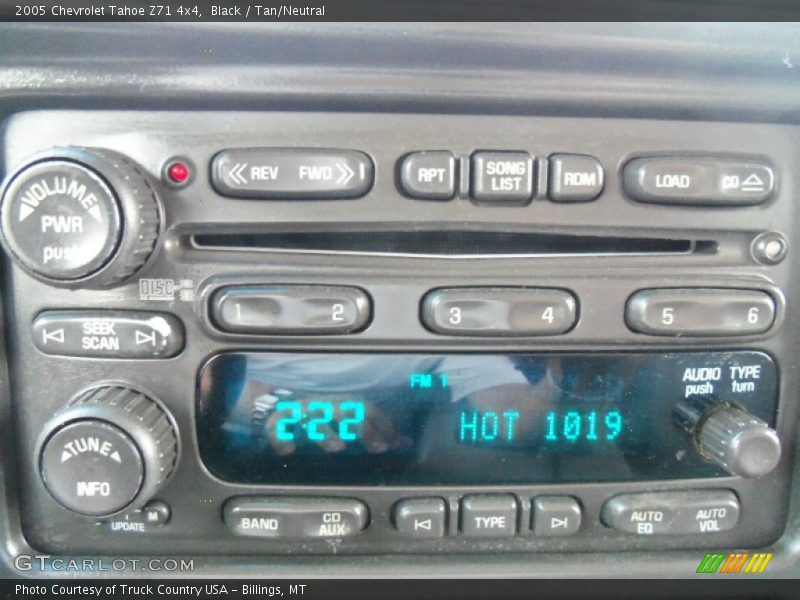 2005 Chevrolet Tahoe Z71 4x4, Black / Tan/Neutral
REV FWD
RPT
SONG
LIST
RDM
LOAD CD
VOLUME
PWR
push
DISC
1 2
3 4
5 6
SEEK
SCAN
AUDIO TYPE
push turn
FM 1
2:22 HOT 1019
TUNE
INFO
UPDATE
BAND
CD
AUX
TYPE
AUTO
EQ
AUTO
VOL
GTCARLOT.COM
Photo Courtesy of Truck Country USA - Billings, MT